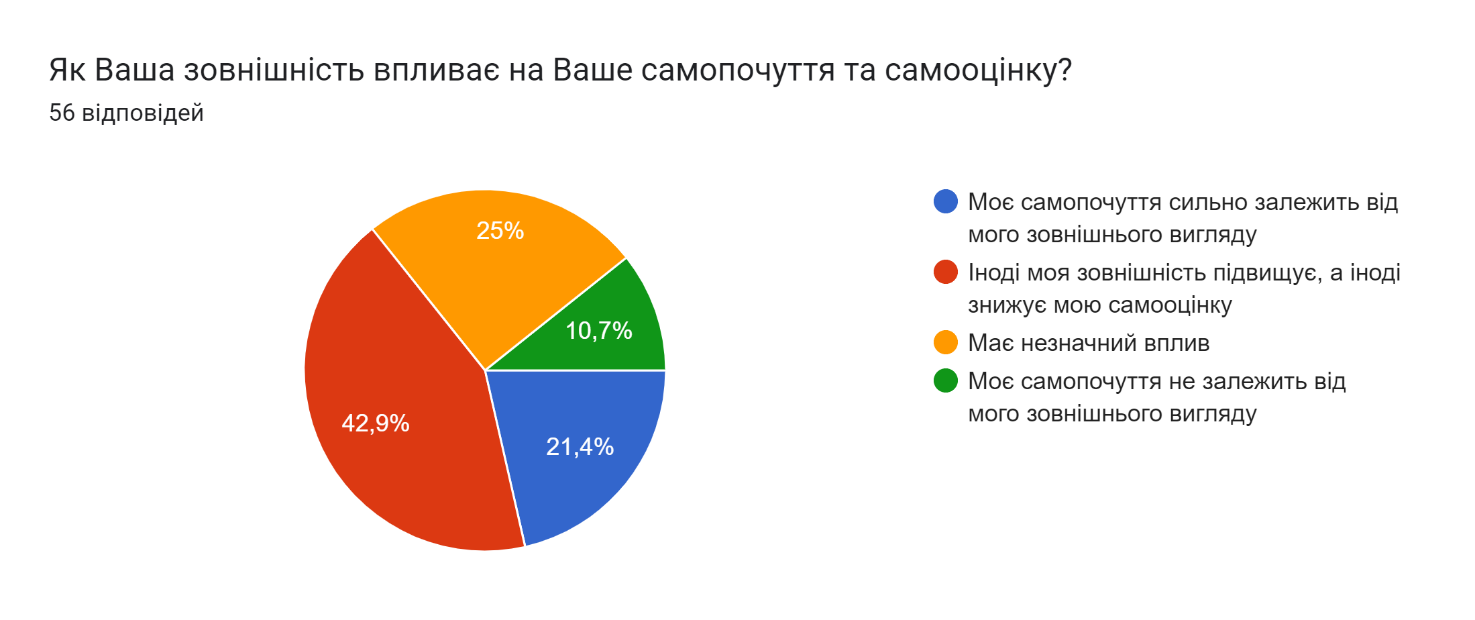 Як Ваша зовнішність впливає на Ваше самопочуття та самооцінку?
56 відповідей
Моє самопочуття сильно залежить від
мого зовнішнього вигляду
Іноді моя зовнішність підвищує, а іноді
знижує мою самооцінку
Має незначний вплив
Моє самопочуття не залежить від
мого зовнішнього вигляду
25%
10,7%
42,9%
21,4%